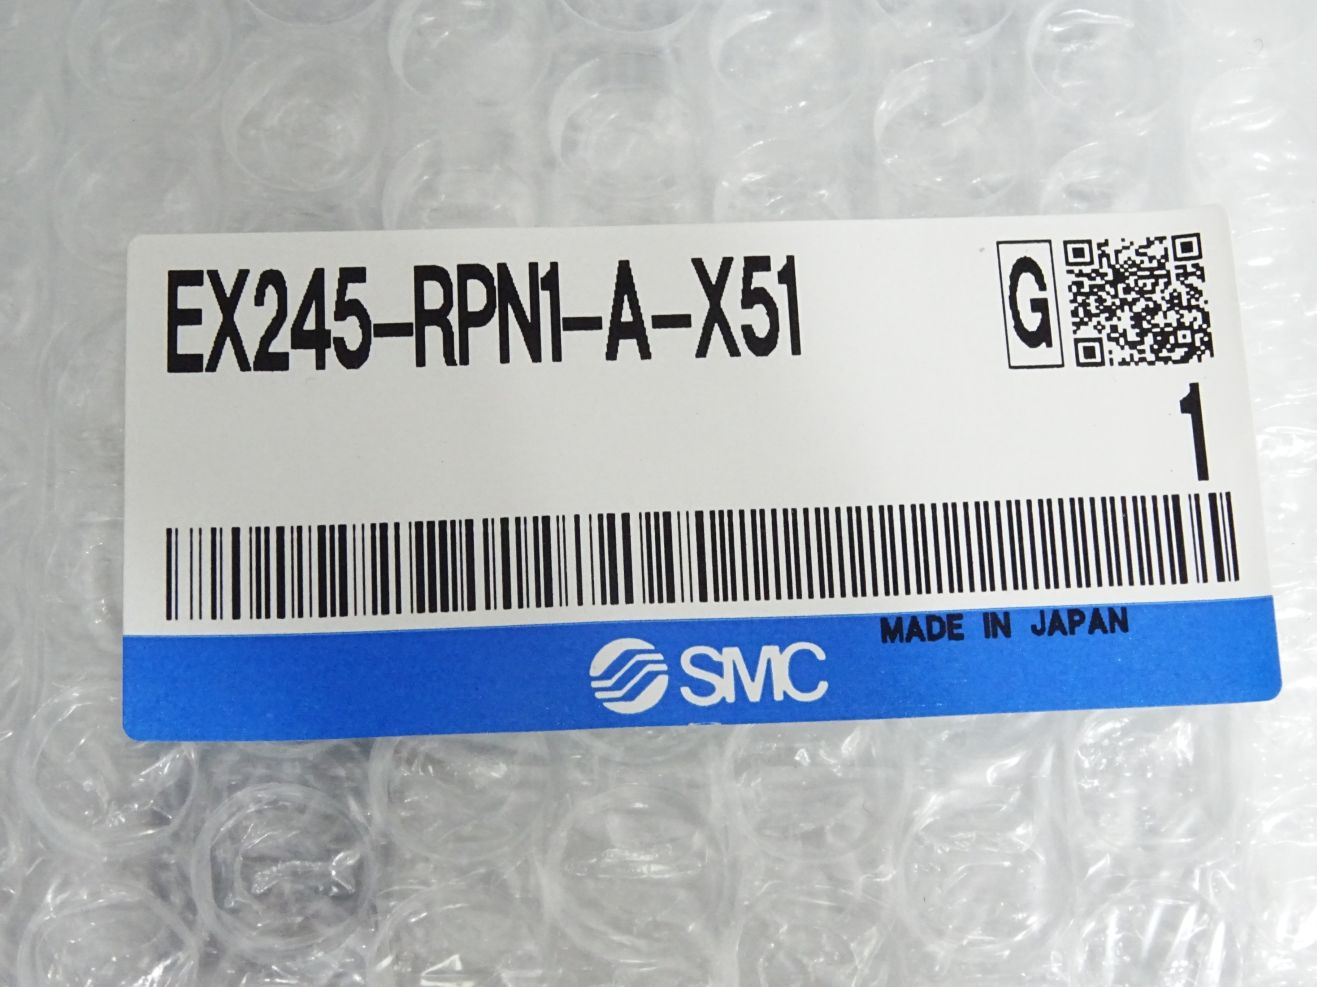 EX245-RPN1-A-X51
G
1
MADE IN JAPAN
SMC